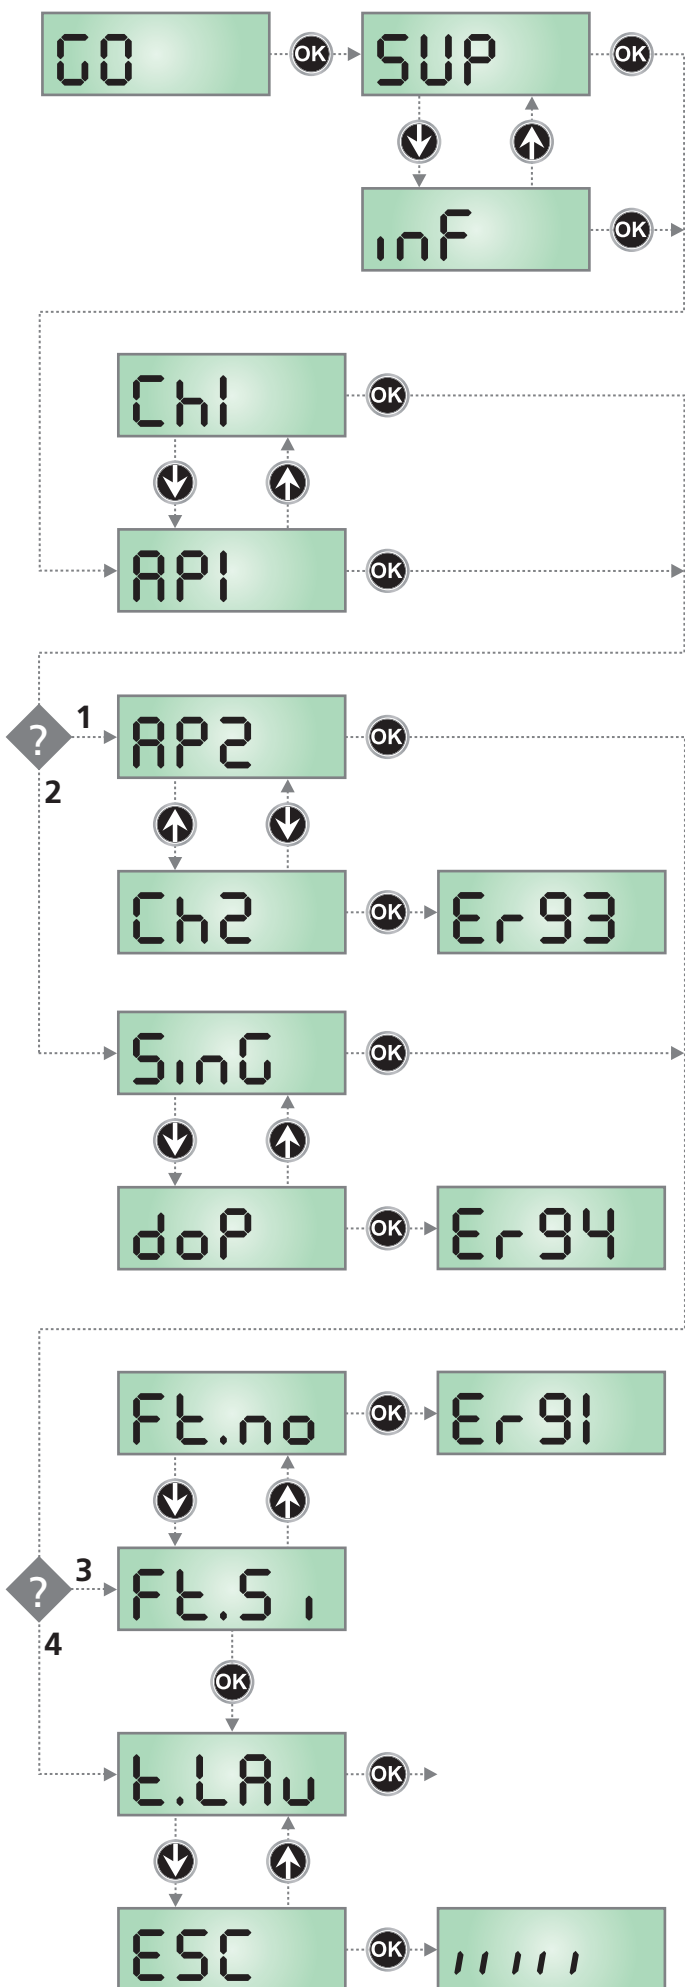 GO OK SUP OK
inF OK
Ch1 OK
AP1 OK
? 1 AP2 OK
2
Ch2 OK Er93
SinG OK
doP OK Er94
Ft.no OK Er91
? 3 Ft.Si
4
OK
t.LAv OK
ESC OK